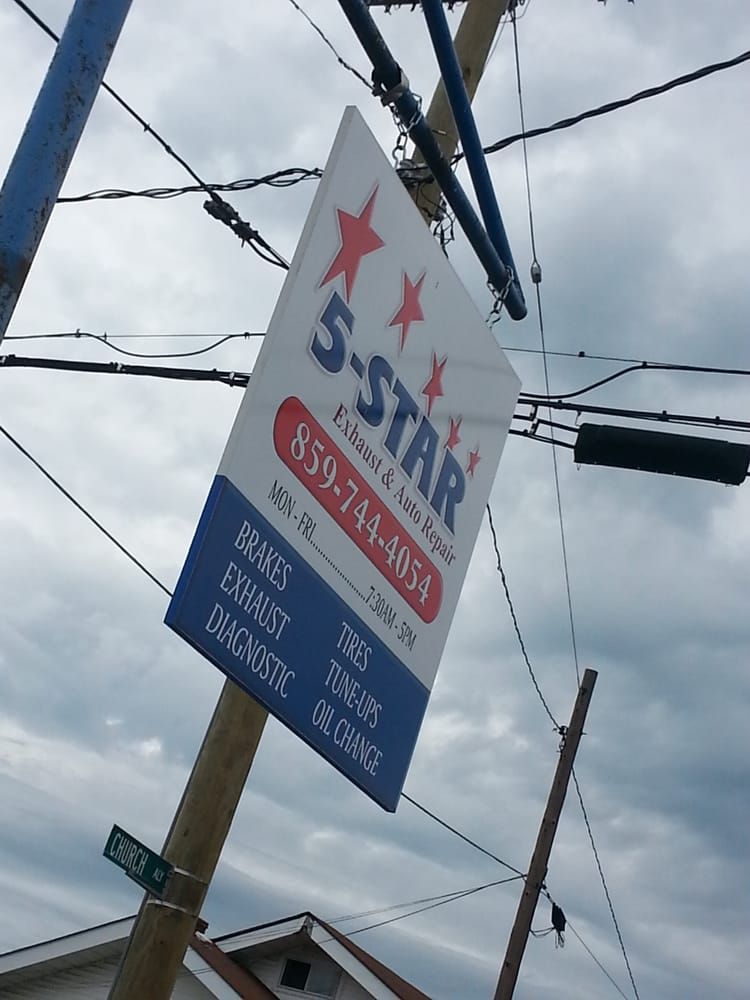 5-STAR
Exhaust & Auto Repair
859-744-4054
MON - FRI..................7:30AM - 5PM
BRAKES
EXHAUST
DIAGNOSTIC
TIRES
TUNE-UPS
OIL CHANGE
CHURCH ALY